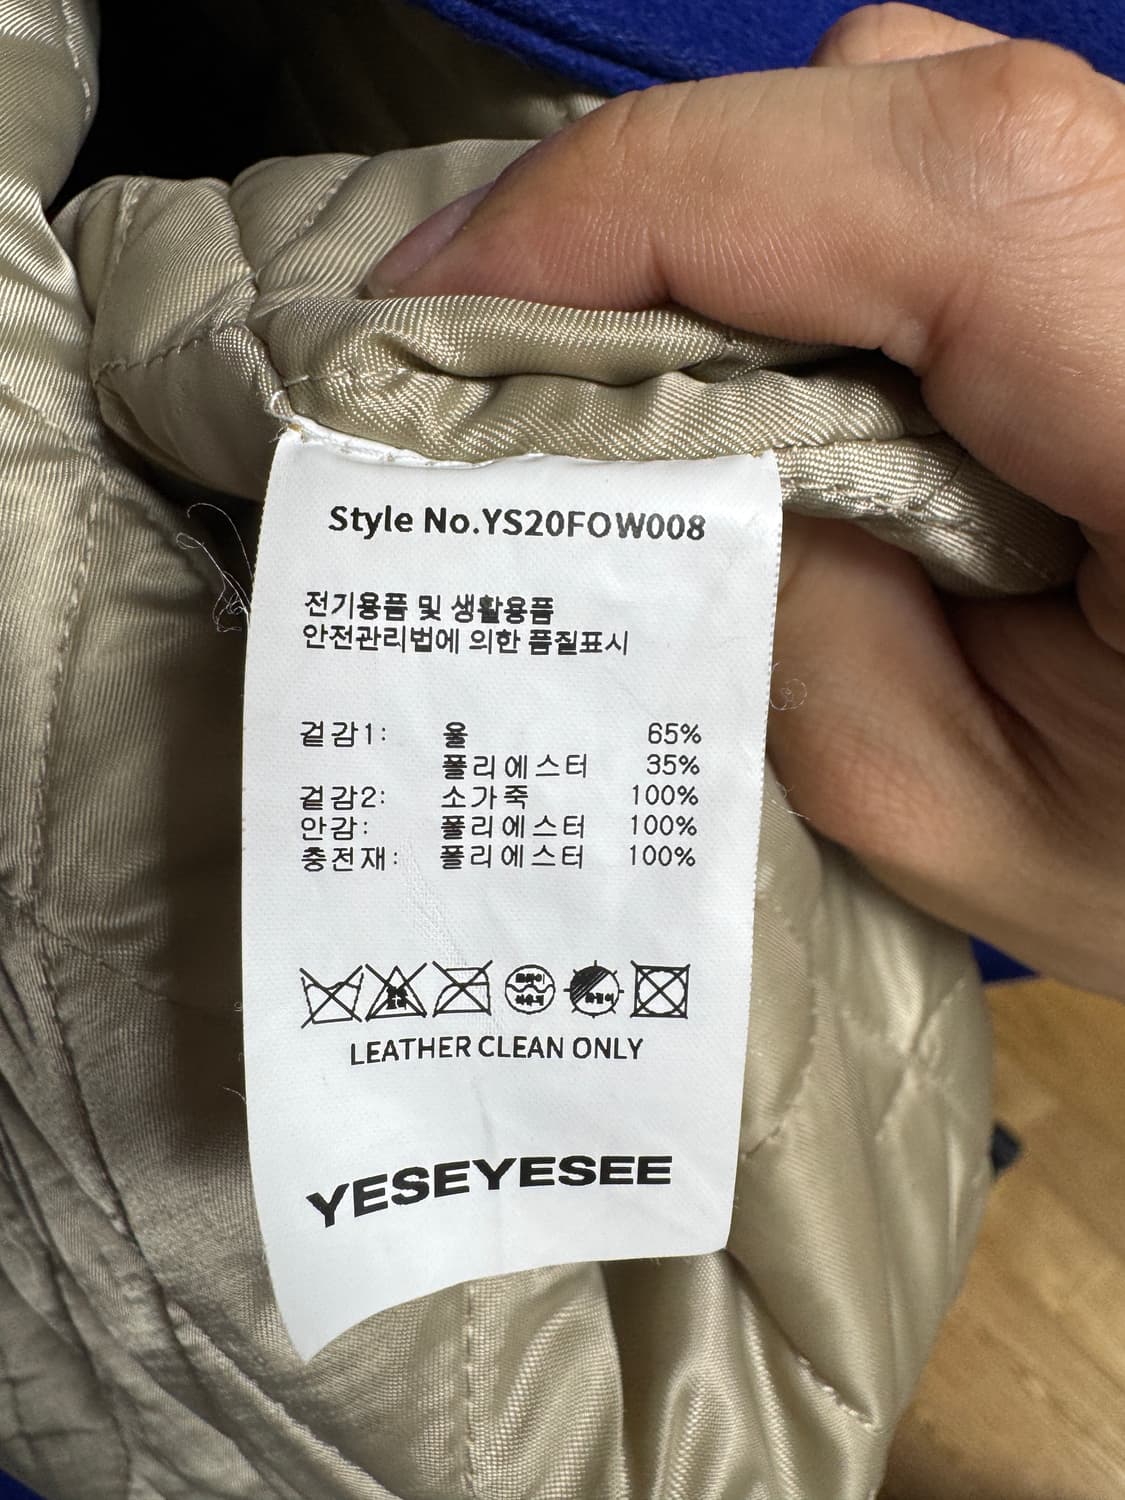 Style No.YS20FOW008
전기용품 및 생활용품
안전관리법에 의한 품질표시
겉감1: 울 65%
폴리에스터 35%
겉감2: 소가죽 100%
안감: 폴리에스터 100%
충전재: 폴리에스터 100%
LEATHER CLEAN ONLY
YESEYESEE